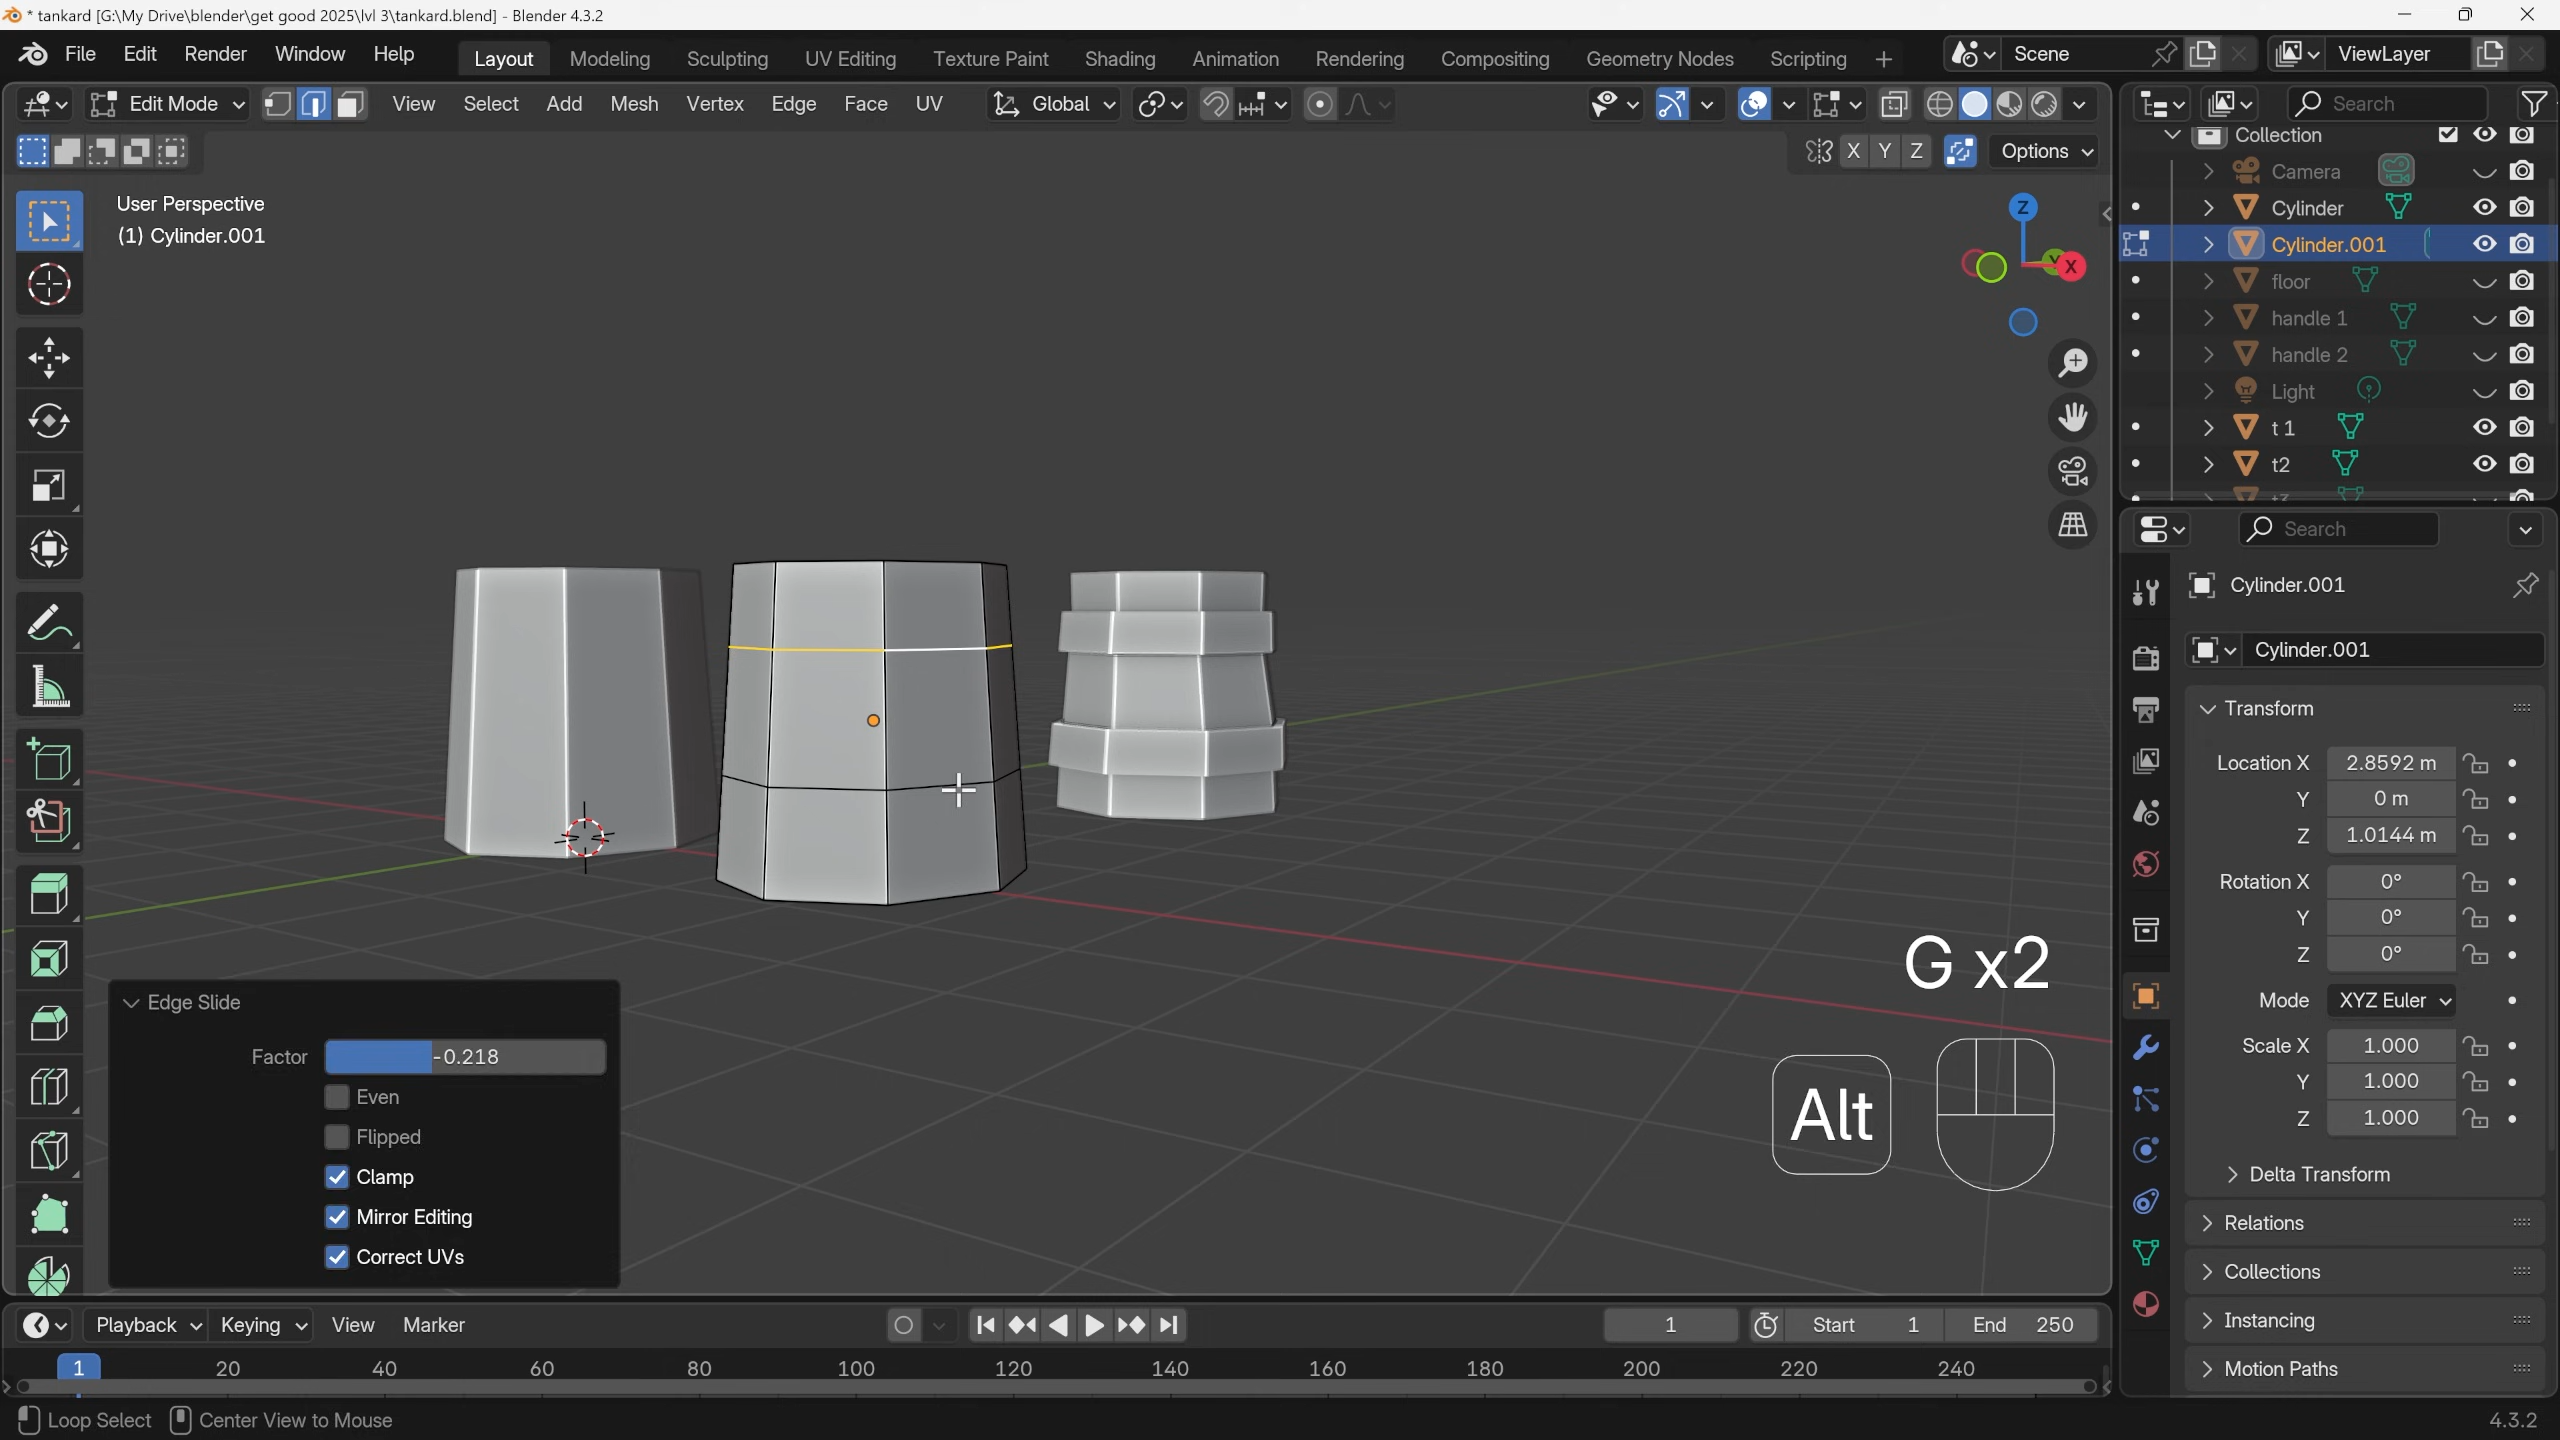 * tankard [G:\My Drive\blender\get good 2025\lvl 3\tankard.blend] - Blender 4.3.2
File Edit Render Window Help
Layout Modeling Sculpting UV Editing Texture Paint Shading Animation Rendering Compositing Geometry Nodes Scripting
Scene
ViewLayer
Edit Mode View Select Add Mesh Vertex Edge Face UV Global
Search
X Y Z Options
Collection
User Perspective
(1) Cylinder.001
Z
Y
X
Camera
Cylinder
Cylinder.001
floor
handle 1
handle 2
Light
t 1
t2
t3
Search
Cylinder.001
Cylinder.001
Transform
Location X 2.8592 m
Y 0 m
Z 1.0144 m
Rotation X 0°
Y 0°
Z 0°
Mode XYZ Euler
Scale X 1.000
Y 1.000
Z 1.000
Delta Transform
Relations
Collections
Instancing
Motion Paths
G x2
Alt
Edge Slide
Factor -0.218
Even
Flipped
Clamp
Mirror Editing
Correct UVs
Playback Keying View Marker
1 Start 1 End 250
1 20 40 60 80 100 120 140 160 180 200 220 240
Loop Select Center View to Mouse
4.3.2